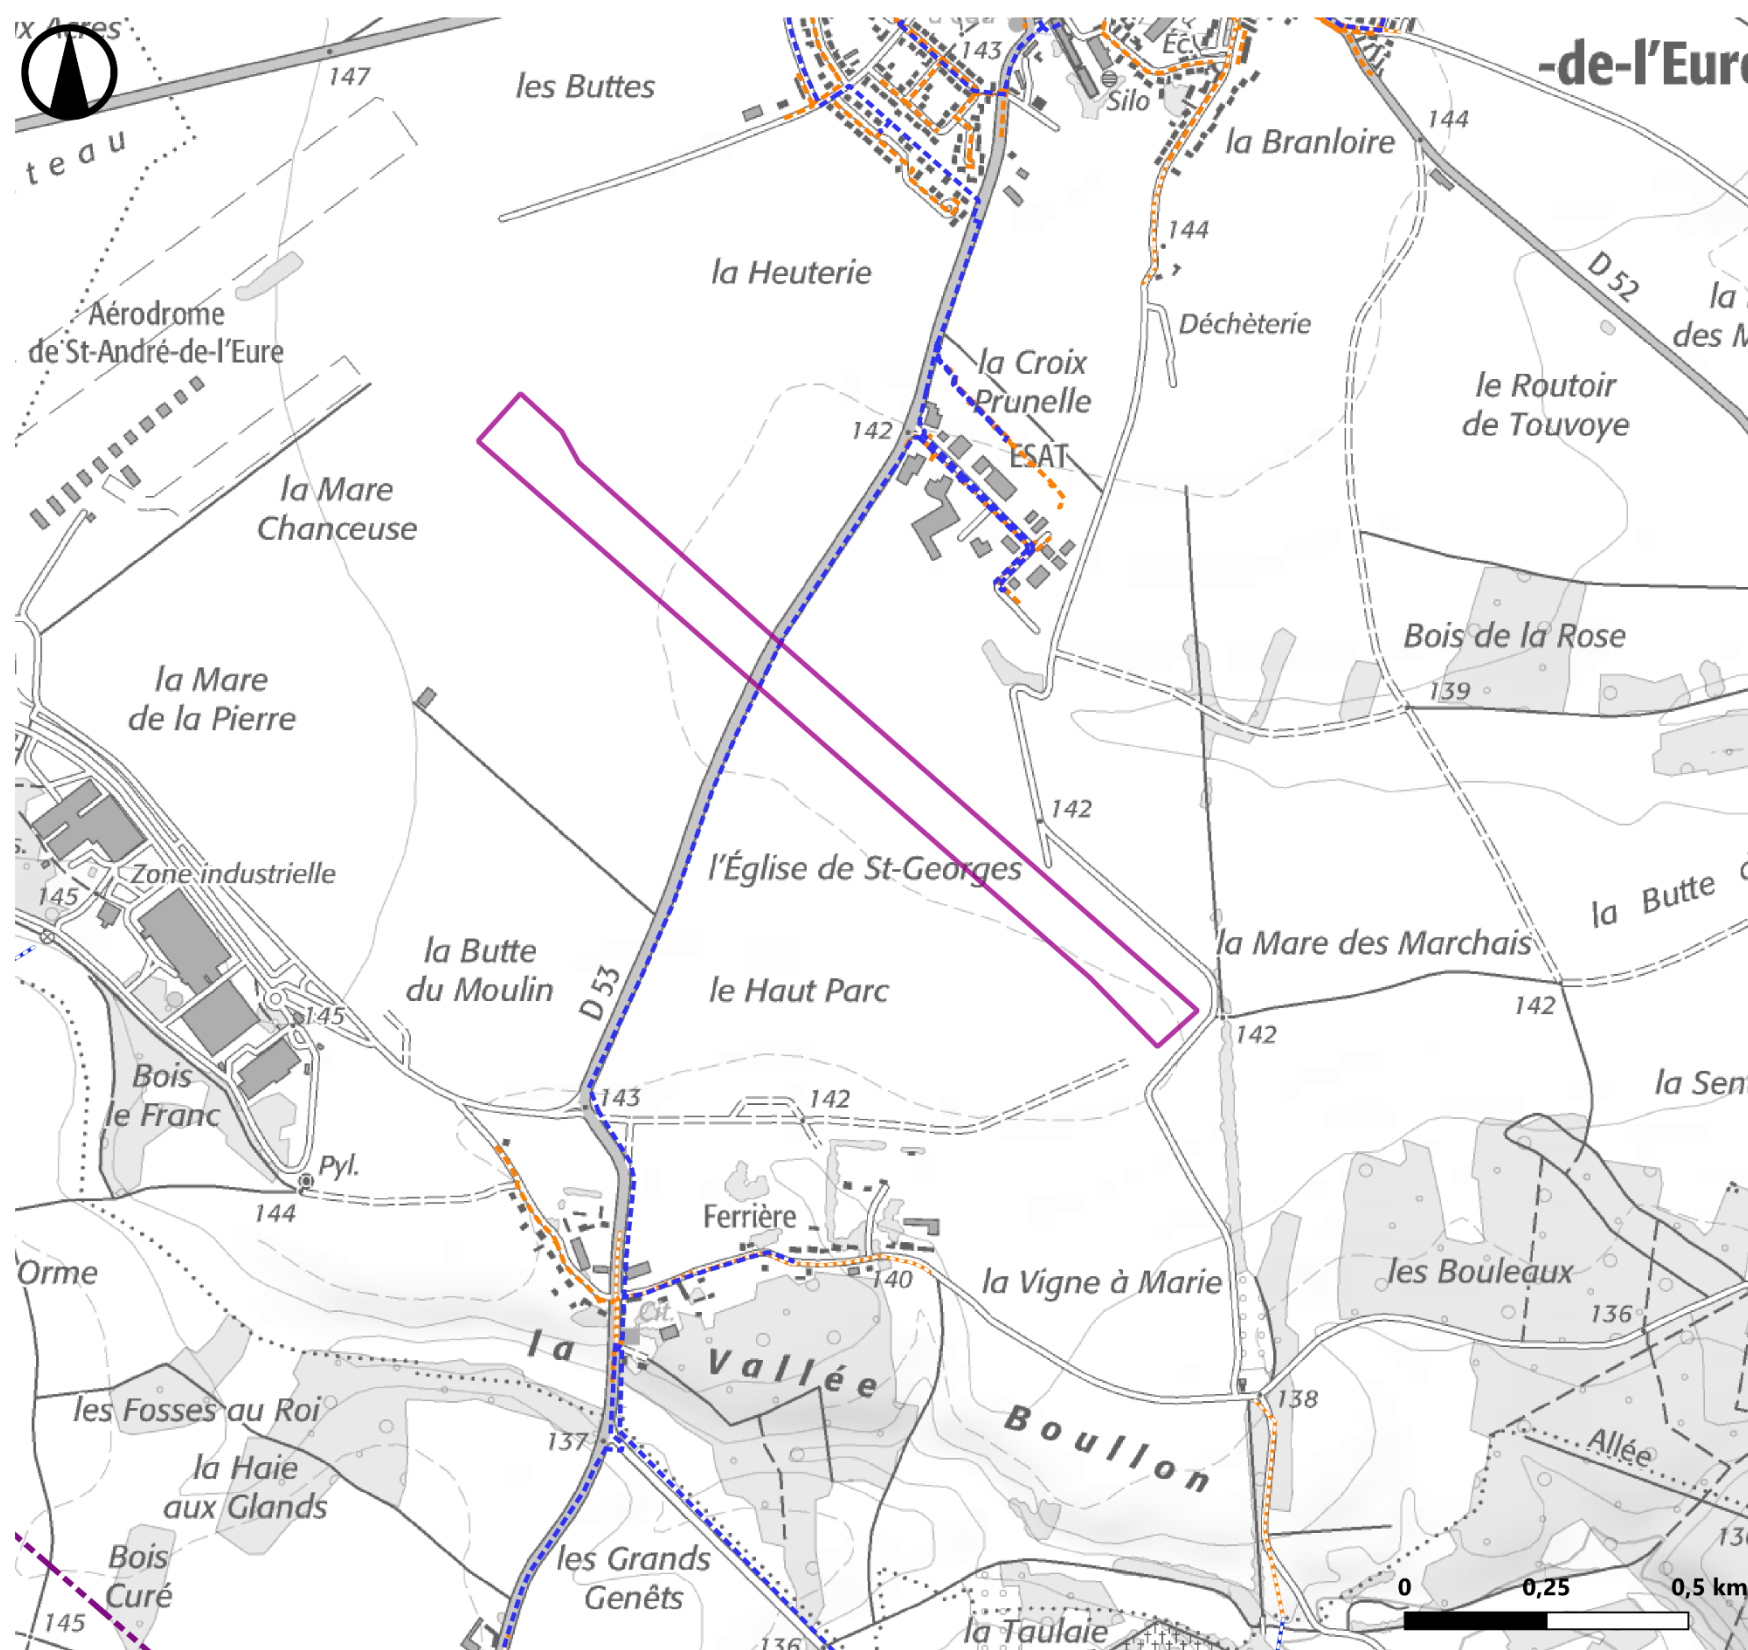 x Acres
147
les Buttes
143
Éc.
Silo
-de-l'Eure
144
la Branloire
teau
144
la Heuterie
D 52
la
des M
Aérodrome
de St-André-de-l'Eure
Déchèterie
la Croix
Prunelle
le Routoir
de Touvoye
142
ESAT
la Mare
Chanceuse
Bois de la Rose
la Mare
de la Pierre
139
142
l'Église de St-Georges
Zone industrielle
s.
145
la Butte
la Butte
du Moulin
D 53
le Haut Parc
la Mare des Marchais
142
142
145
Bois
le Franc
143
142
la Sen
Pyl.
144
Ferrière
Orme
140
la Vigne à Marie
les Bouleaux
136
Cit.
la Vallée Boullon
138
les Fosses au Roi
137
la Haie
aux Glands
Allée
Bois
Curé
les Grands
Genêts
145
136
la Taulaie
0 0,25 0,5 km